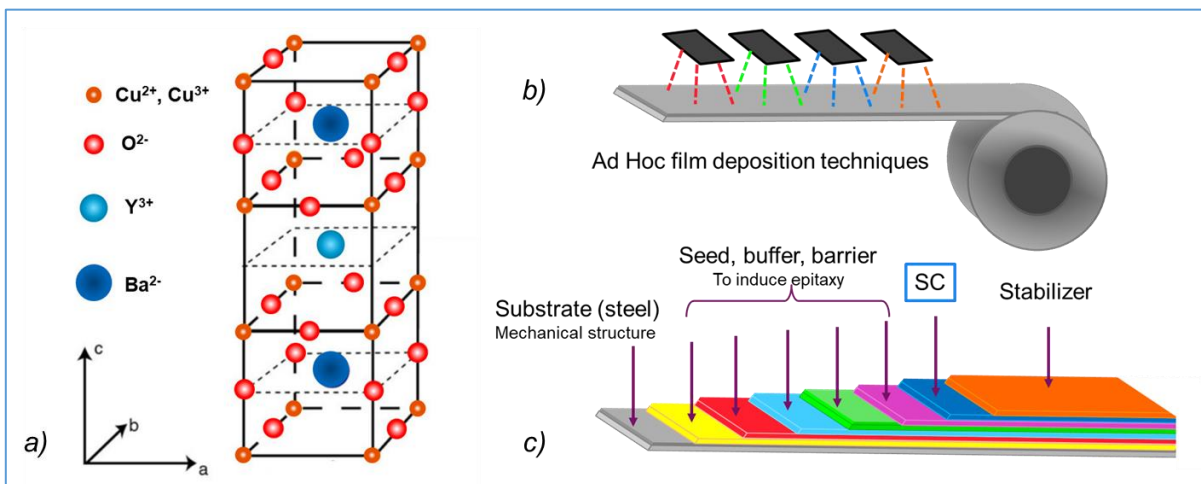 Cu²⁺, Cu³⁺
O²⁻
Y³⁺
Ba²⁻
c
b
a
a)
b)
Ad Hoc film deposition techniques
Seed, buffer, barrier
To induce epitaxy
SC
Stabilizer
Substrate (steel)
Mechanical structure
c)